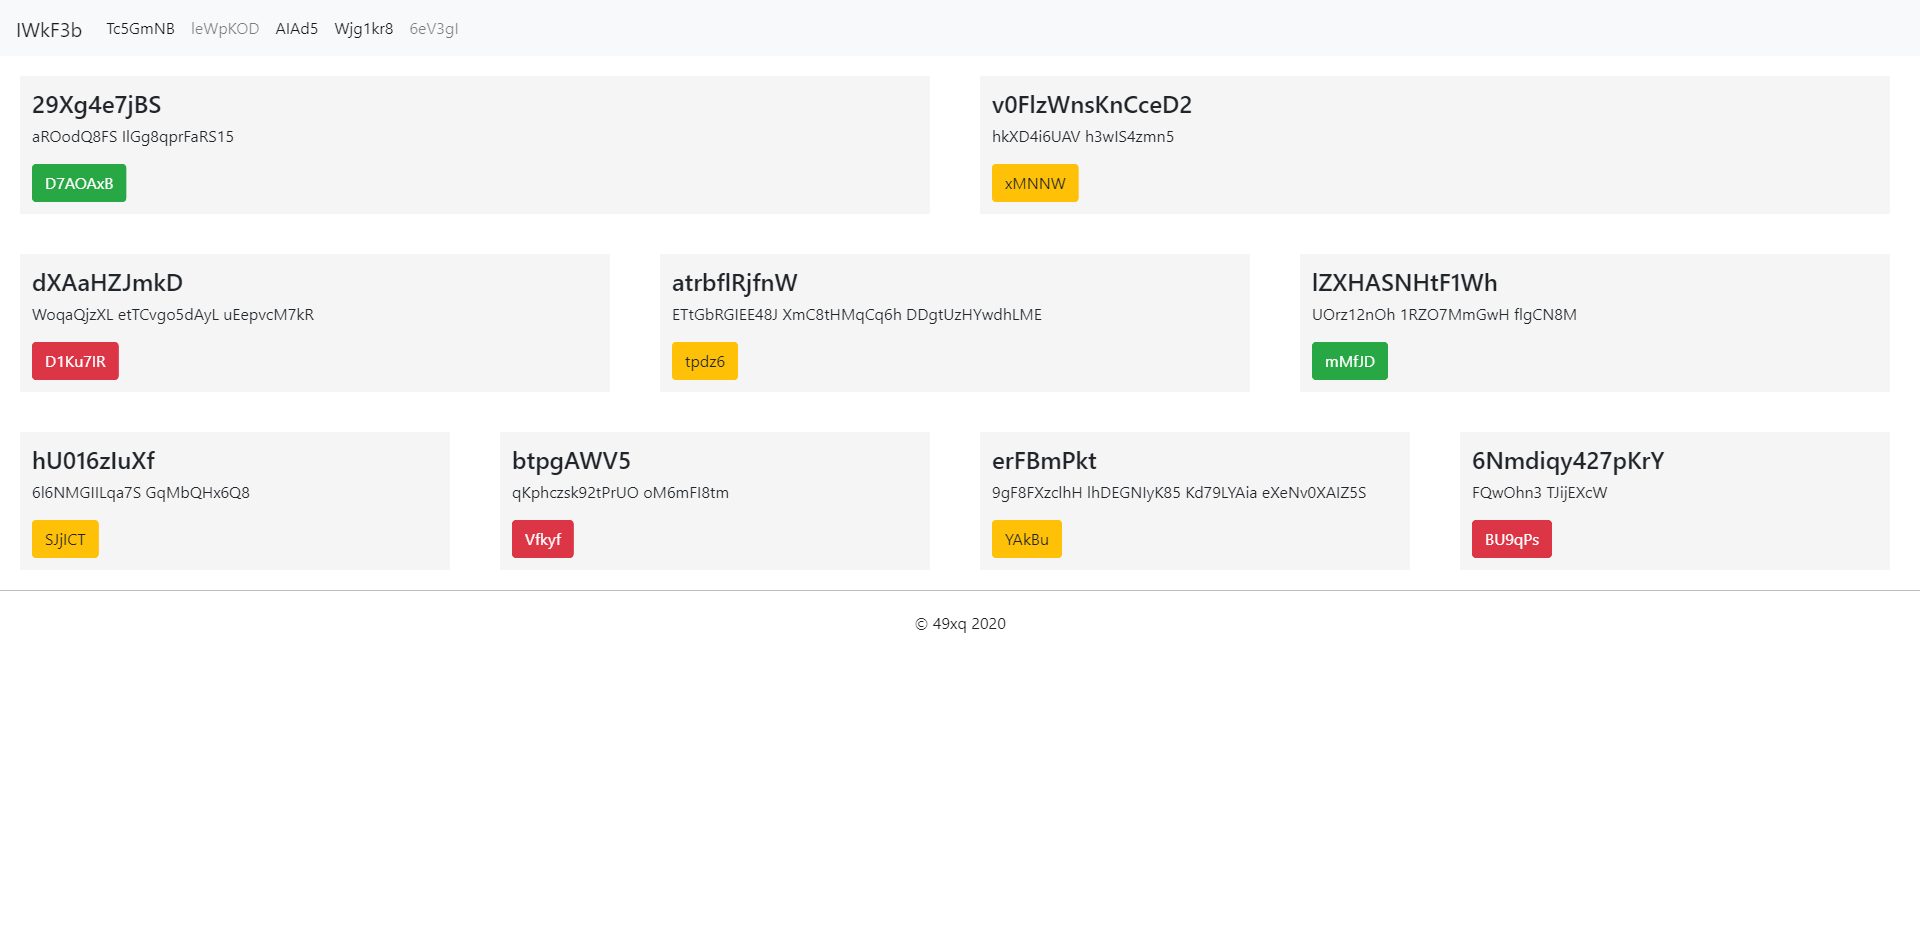 IWkF3b
Tc5GmNB leWpKOD AIAd5 Wjg1kr8 6eV3gI
29Xg4e7jBS
aROodQ8FS IlGg8qprFaRS15
D7AOAxB
v0FlzWnsKnCceD2
hkXD4i6UAV h3wIS4zmn5
xMNNW
dXAaHZJmkD
WoqaQjzXL etTCvgo5dAyL uEepvcM7kR
D1Ku7IR
atrbflRjfnW
ETtGbRGIEE48J XmC8tHMqCq6h DDgtUzHYwdhLME
tpdz6
lZXHASNHtF1Wh
UOrz12nOh 1RZO7MmGwH flgCN8M
mMfJD
hU016zIuXf
6l6NMGIILqa7S GqMbQHx6Q8
SJjICT
btpgAWV5
qKphczsk92tPrUO oM6mFI8tm
Vfkyf
erFBmPkt
9gF8FXzclhH lhDEGNIyK85 Kd79LYAia eXeNv0XAIZ5S
YAkBu
6Nmdiqy427pKrY
FQwOhn3 TJijEXcW
BU9qPs
© 49xq 2020